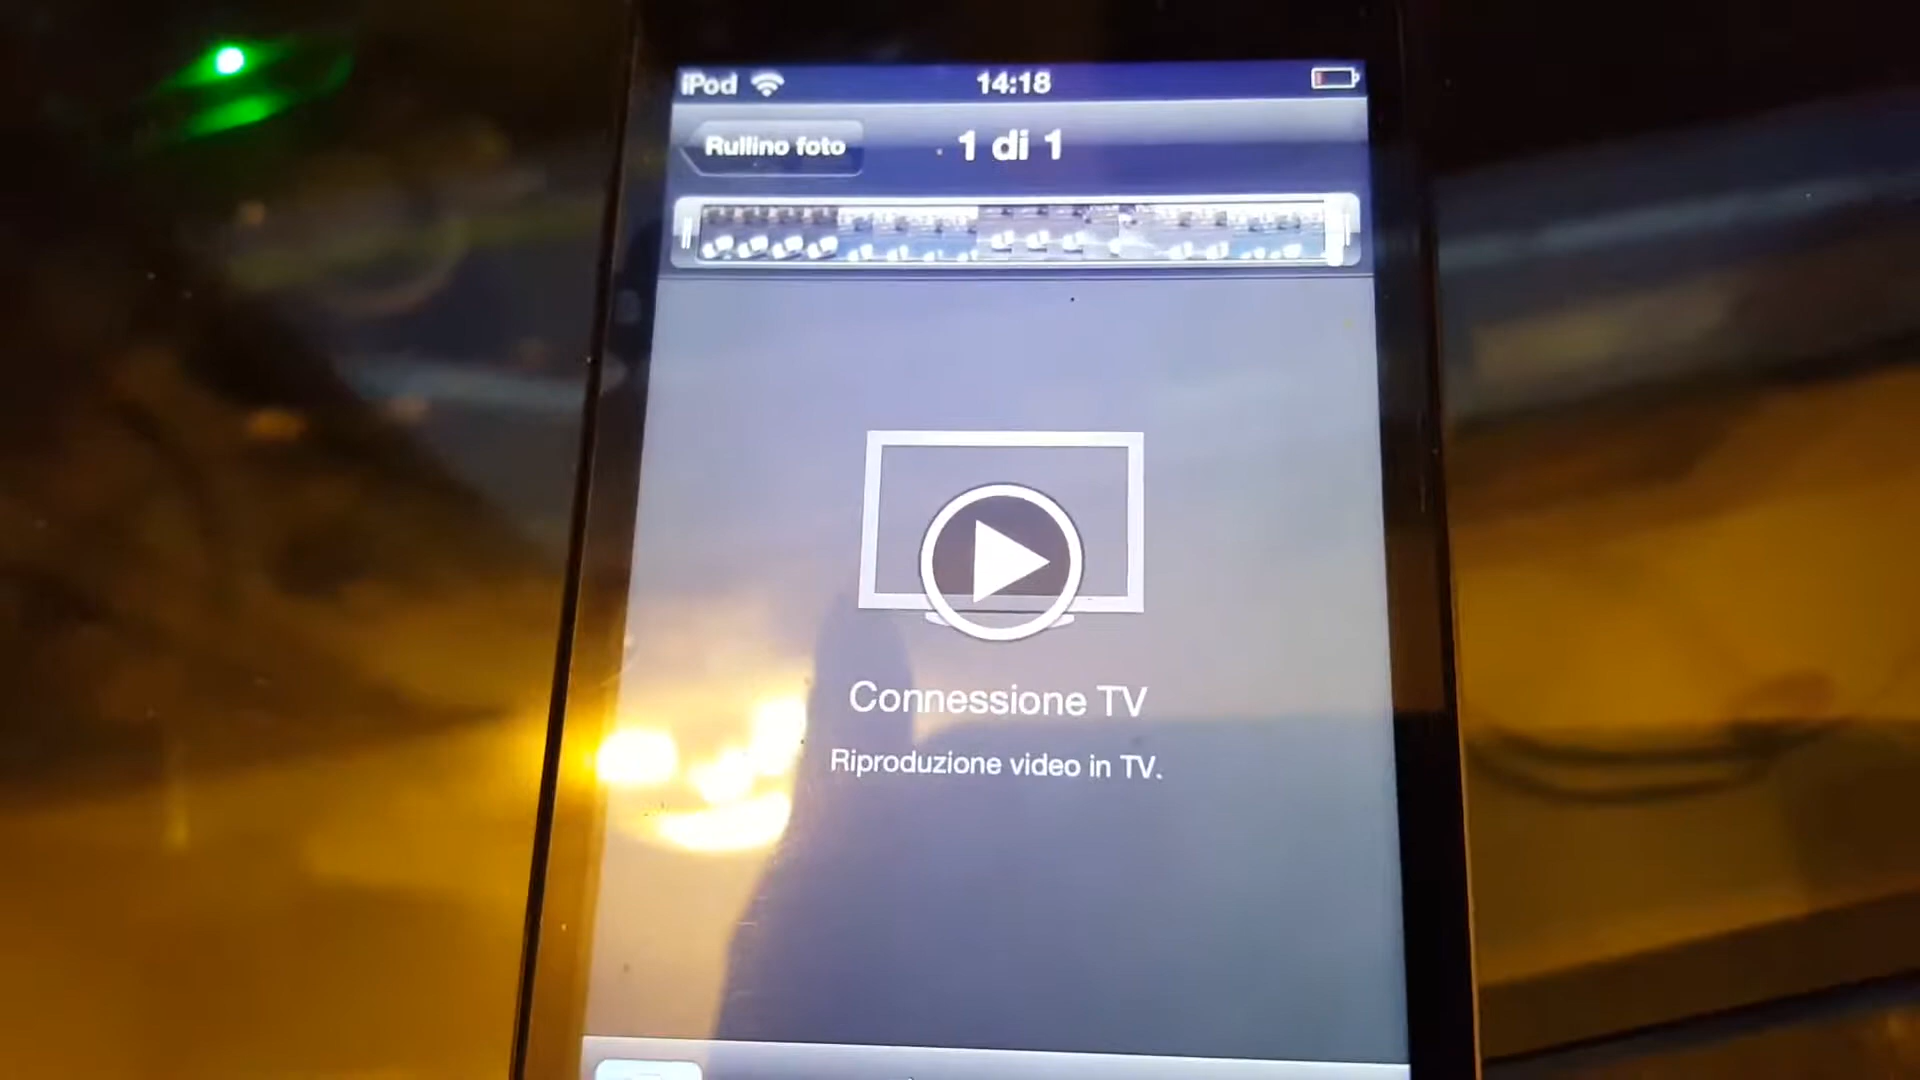 iPod 14:18
Rullino foto 1 di 1
Connessione TV
Riproduzione video in TV.